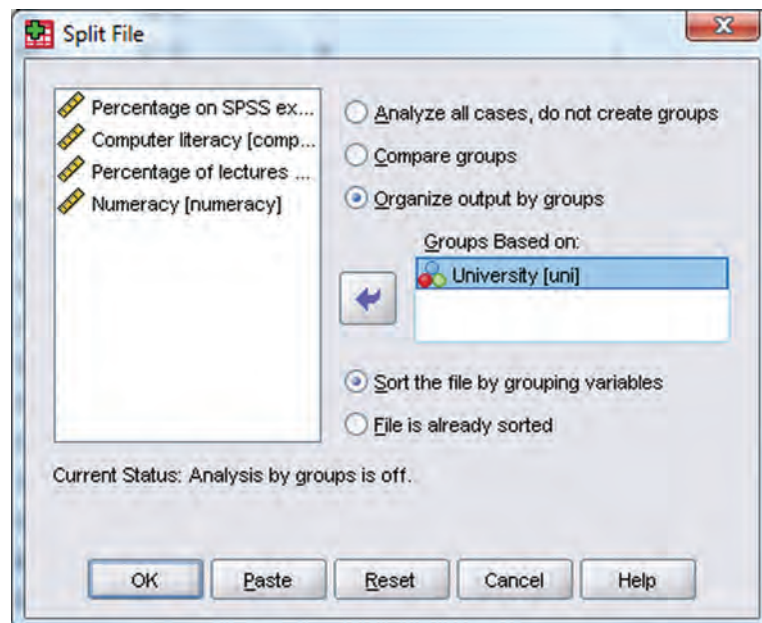 Split File
Percentage on SPSS ex...
Computer literacy [comp...
Percentage of lectures ...
Numeracy [numeracy]
Analyze all cases, do not create groups
Compare groups
Organize output by groups
Groups Based on:
University [uni]
Sort the file by grouping variables
File is already sorted
Current Status: Analysis by groups is off.
OK Paste Reset Cancel Help